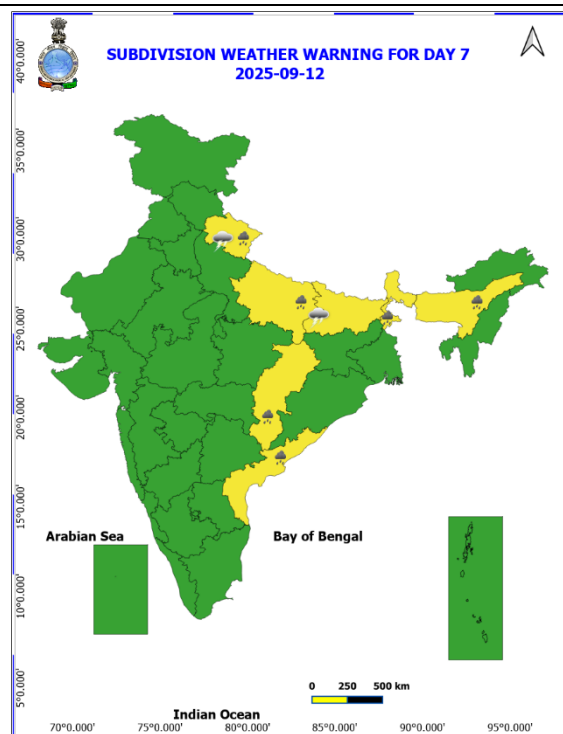 SUBDIVISION WEATHER WARNING FOR DAY 7
2025-09-12
40°0.000'
35°0.000'
30°0.000'
25°0.000'
20°0.000'
15°0.000'
10°0.000'
5°0.000'
Arabian Sea
Bay of Bengal
0 250 500 km
Indian Ocean
70°0.000' 75°0.000' 80°0.000' 85°0.000' 90°0.000' 95°0.000'